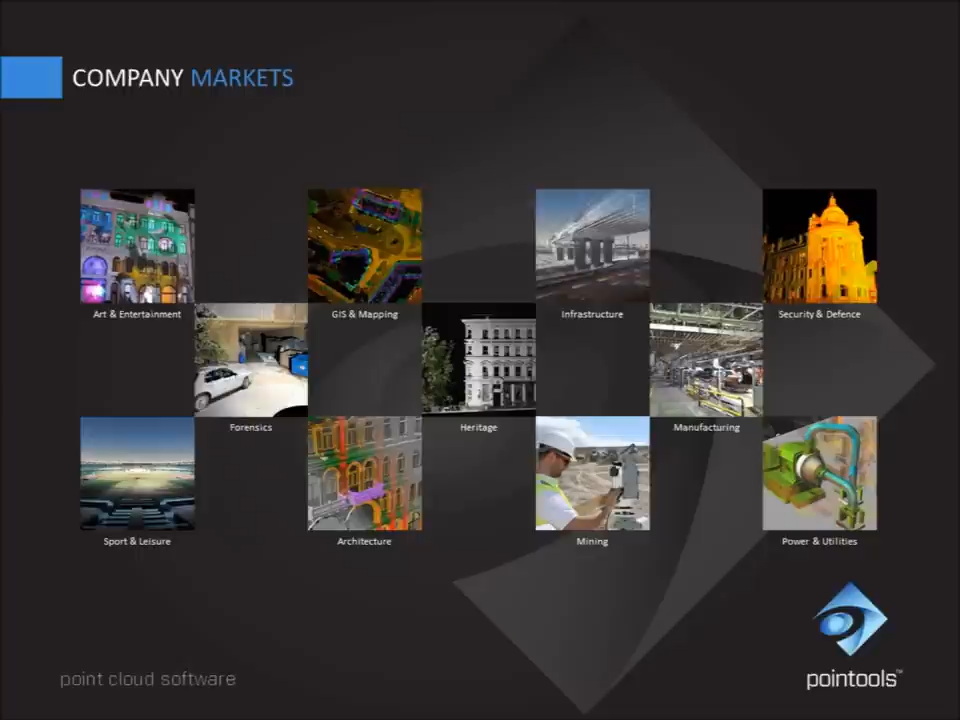 COMPANY MARKETS
Art & Entertainment
GIS & Mapping
Infrastructure
Security & Defence
Forensics
Heritage
Manufacturing
Sport & Leisure
Architecture
Mining
Power & Utilities
point cloud software
pointools™